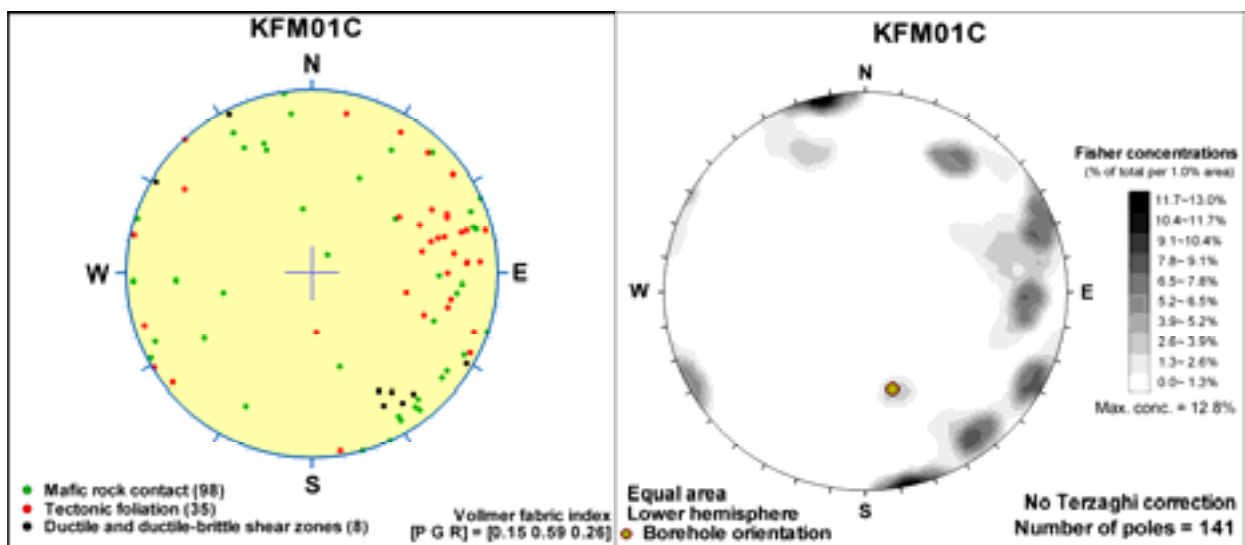 KFM01C
N
W
E
S
Mafic rock contact (98)
Tectonic foliation (35)
Ductile and ductile-brittle shear zones (8)
Vollmer fabric index
[P G R] = [0.15 0.59 0.26]
KFM01C
N
W
E
S
Fisher concentrations
(% of total per 1.0% area)
11.7~13.0%
10.4~11.7%
9.1~10.4%
7.8~ 9.1%
6.5~ 7.8%
5.2~ 6.5%
3.9~ 5.2%
2.6~ 3.9%
1.3~ 2.6%
0.0~ 1.3%
Max. conc. = 12.8%
Equal area
Lower hemisphere
Borehole orientation
No Terzaghi correction
Number of poles = 141